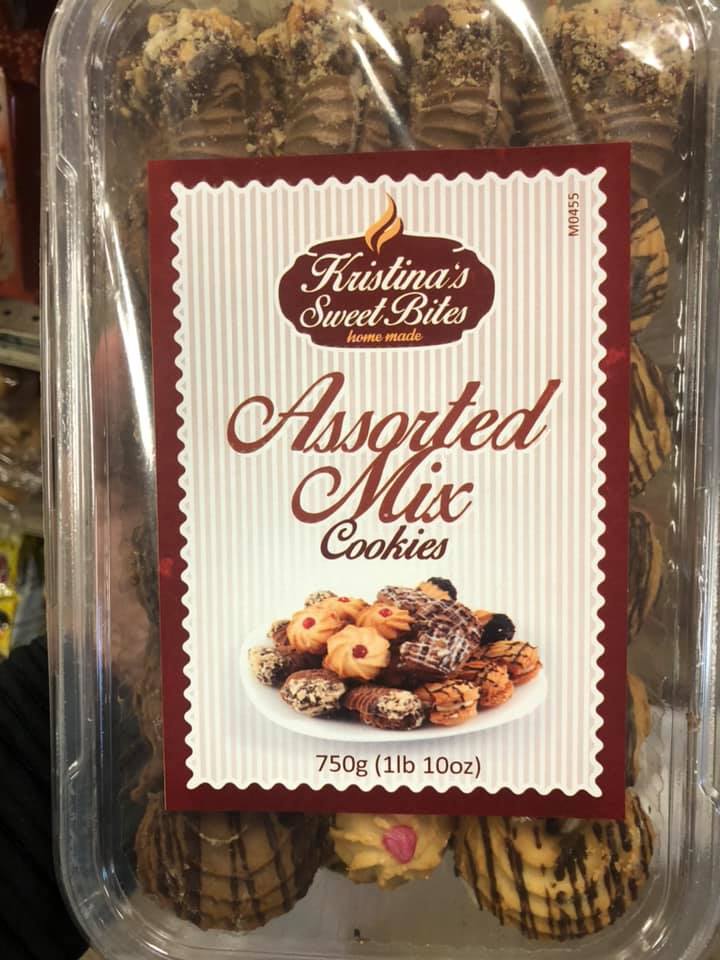 M0455
Kristina's
Sweet Bites
home made
Assorted
Mix
Cookies
750g (1lb 10oz)